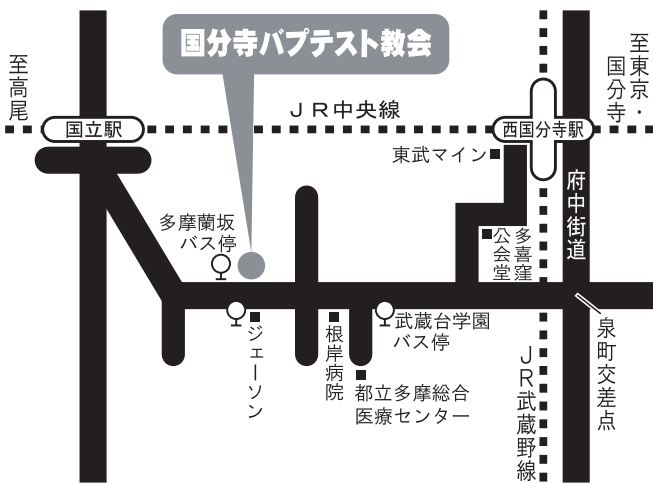 国分寺バプテスト教会
至高尾
JR中央線
至東京・
国分寺
国立駅
西国分寺駅
東武マイン
府中街道
多摩蘭坂
バス停
多喜窪
公会堂
ジェーソン
根岸病院
武蔵台学園
バス停
泉町交差点
都立多摩総合
医療センター
JR武蔵野線